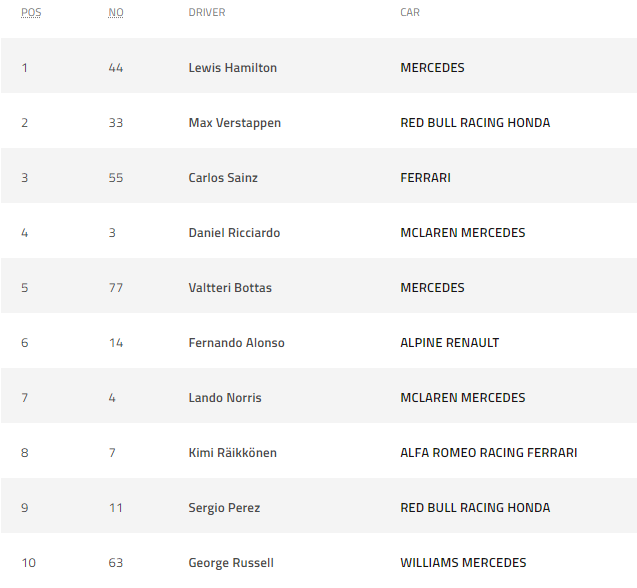 POS NO DRIVER CAR
1 44 Lewis Hamilton MERCEDES
2 33 Max Verstappen RED BULL RACING HONDA
3 55 Carlos Sainz FERRARI
4 3 Daniel Ricciardo MCLAREN MERCEDES
5 77 Valtteri Bottas MERCEDES
6 14 Fernando Alonso ALPINE RENAULT
7 4 Lando Norris MCLAREN MERCEDES
8 7 Kimi Räikkönen ALFA ROMEO RACING FERRARI
9 11 Sergio Perez RED BULL RACING HONDA
10 63 George Russell WILLIAMS MERCEDES